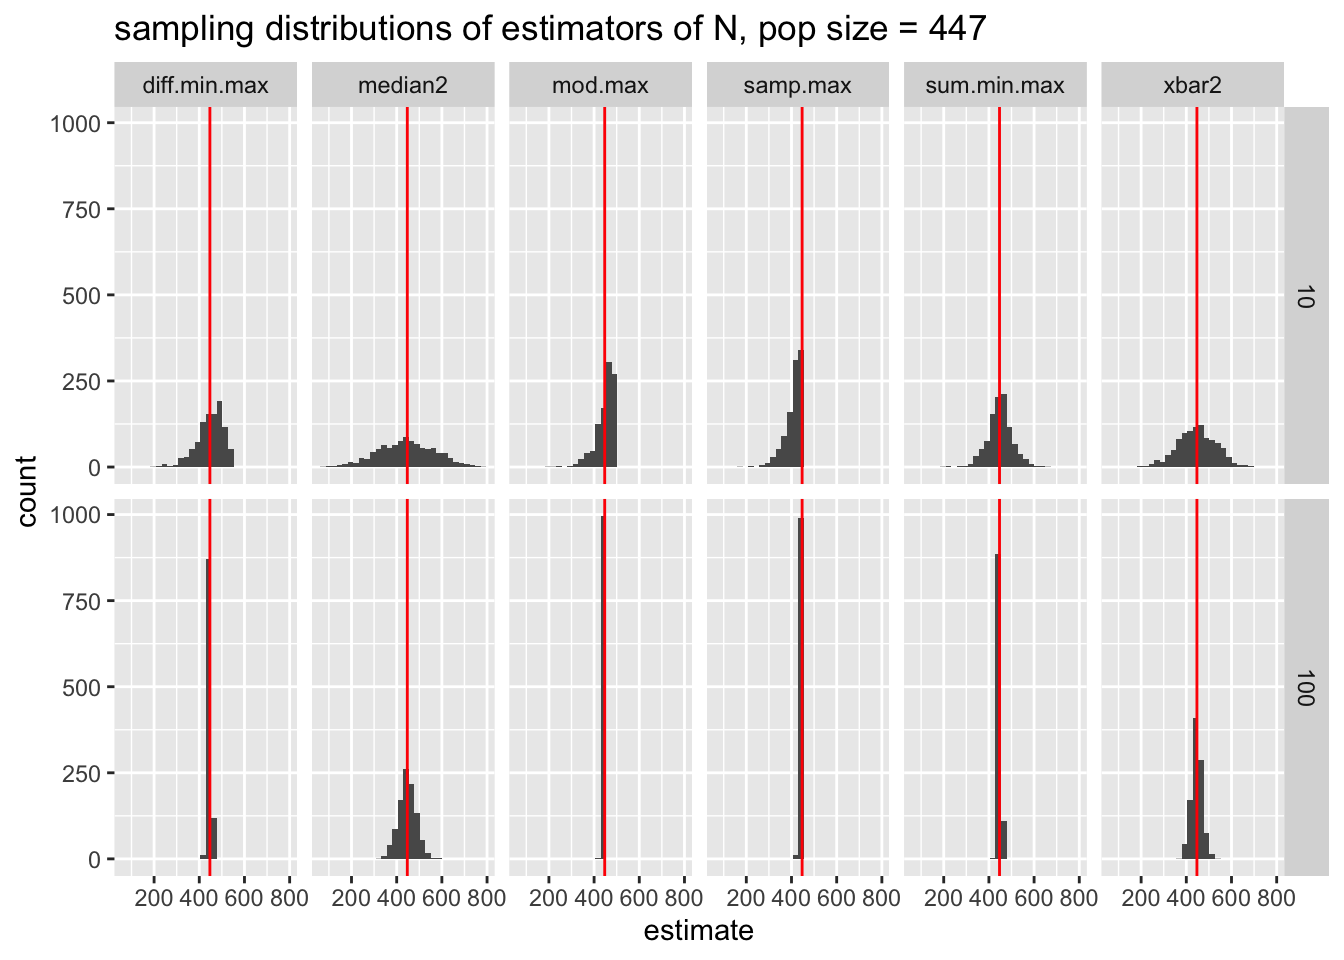 sampling distributions of estimators of N, pop size = 447
diff.min.max median2 mod.max samp.max sum.min.max xbar2
1000
750
500
250
0
10
1000
750
500
250
0
100
count
200 400 600 800 200 400 600 800 200 400 600 800 200 400 600 800 200 400 600 800 200 400 600 800
estimate